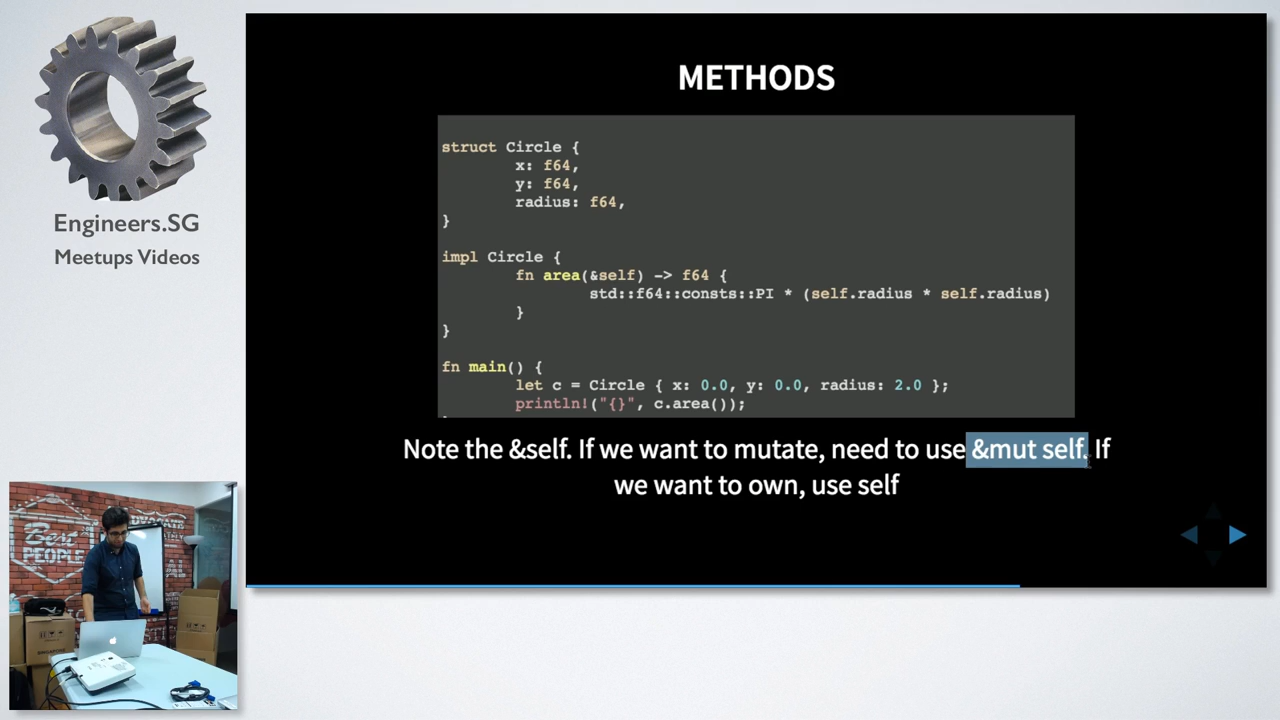 Engineers.SG
Meetups Videos
METHODS
struct Circle {
x: f64,
y: f64,
radius: f64,
}
impl Circle {
fn area(&self) -> f64 {
std::f64::consts::PI * (self.radius * self.radius)
}
}
fn main() {
let c = Circle { x: 0.0, y: 0.0, radius: 2.0 };
println!("{}", c.area());
Note the &self. If we want to mutate, need to use &mut self. If
we want to own, use self
Best
PEOPLE